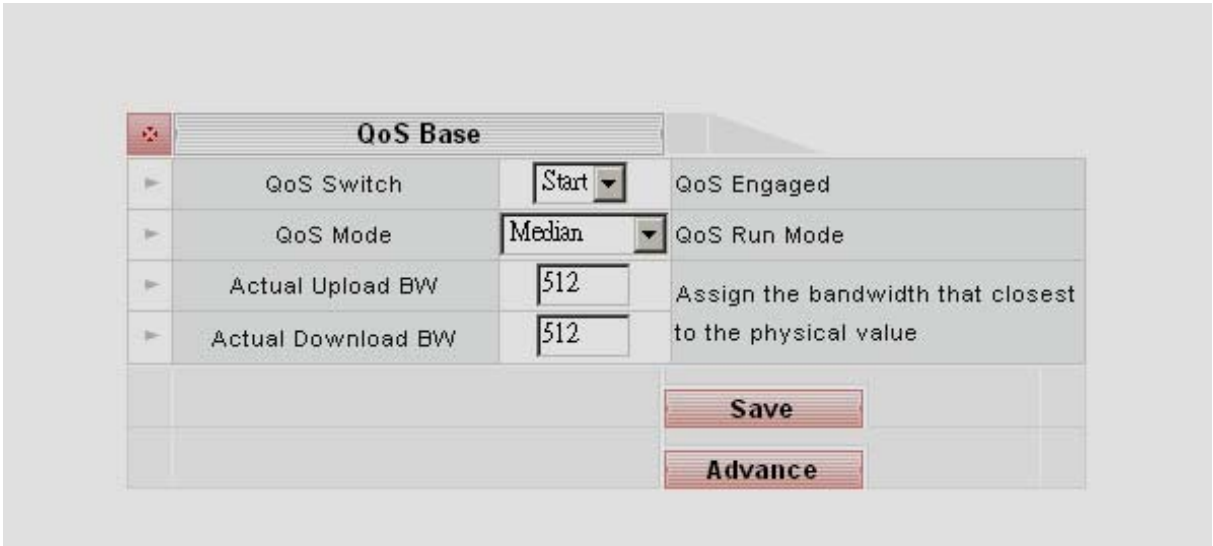 QoS Base
QoS Switch Start QoS Engaged
QoS Mode Median QoS Run Mode
Actual Upload BW 512
Assign the bandwidth that closest
Actual Download BW 512
to the physical value
Save
Advance